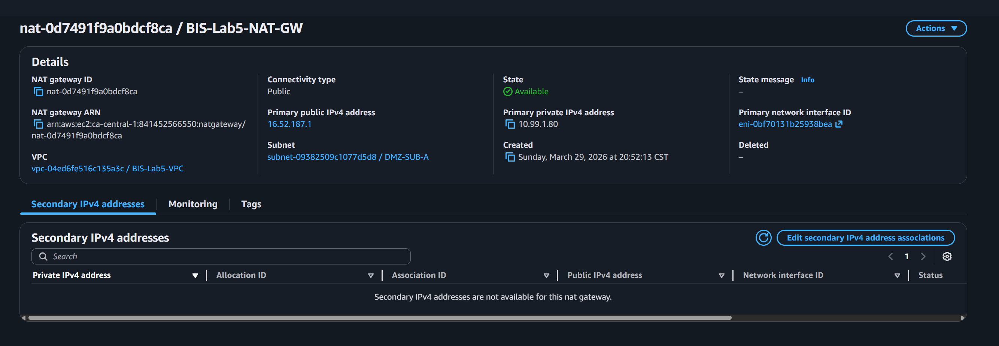 nat-0d7491f9a0bdcf8ca / BIS-Lab5-NAT-GW
Actions
Details
NAT gateway ID
nat-0d7491f9a0bdcf8ca
NAT gateway ARN
arn:aws:ec2:ca-central-1:841452566550:natgateway/
nat-0d7491f9a0bdcf8ca
VPC
vpc-04ed6fe516c135a3c / BIS-Lab5-VPC
Connectivity type
Public
Primary public IPv4 address
16.52.187.1
Subnet
subnet-09382509c1077d5d8 / DMZ-SUB-A
State
Available
Primary private IPv4 address
10.99.1.80
Created
Sunday, March 29, 2026 at 20:52:13 CST
State message Info
–
Primary network interface ID
eni-0bf70131b25938bea
Deleted
–
Secondary IPv4 addresses Monitoring Tags
Secondary IPv4 addresses
Edit secondary IPv4 address associations
Search
1
Private IPv4 address Allocation ID Association ID Public IPv4 address Network interface ID Status
Secondary IPv4 addresses are not available for this nat gateway.